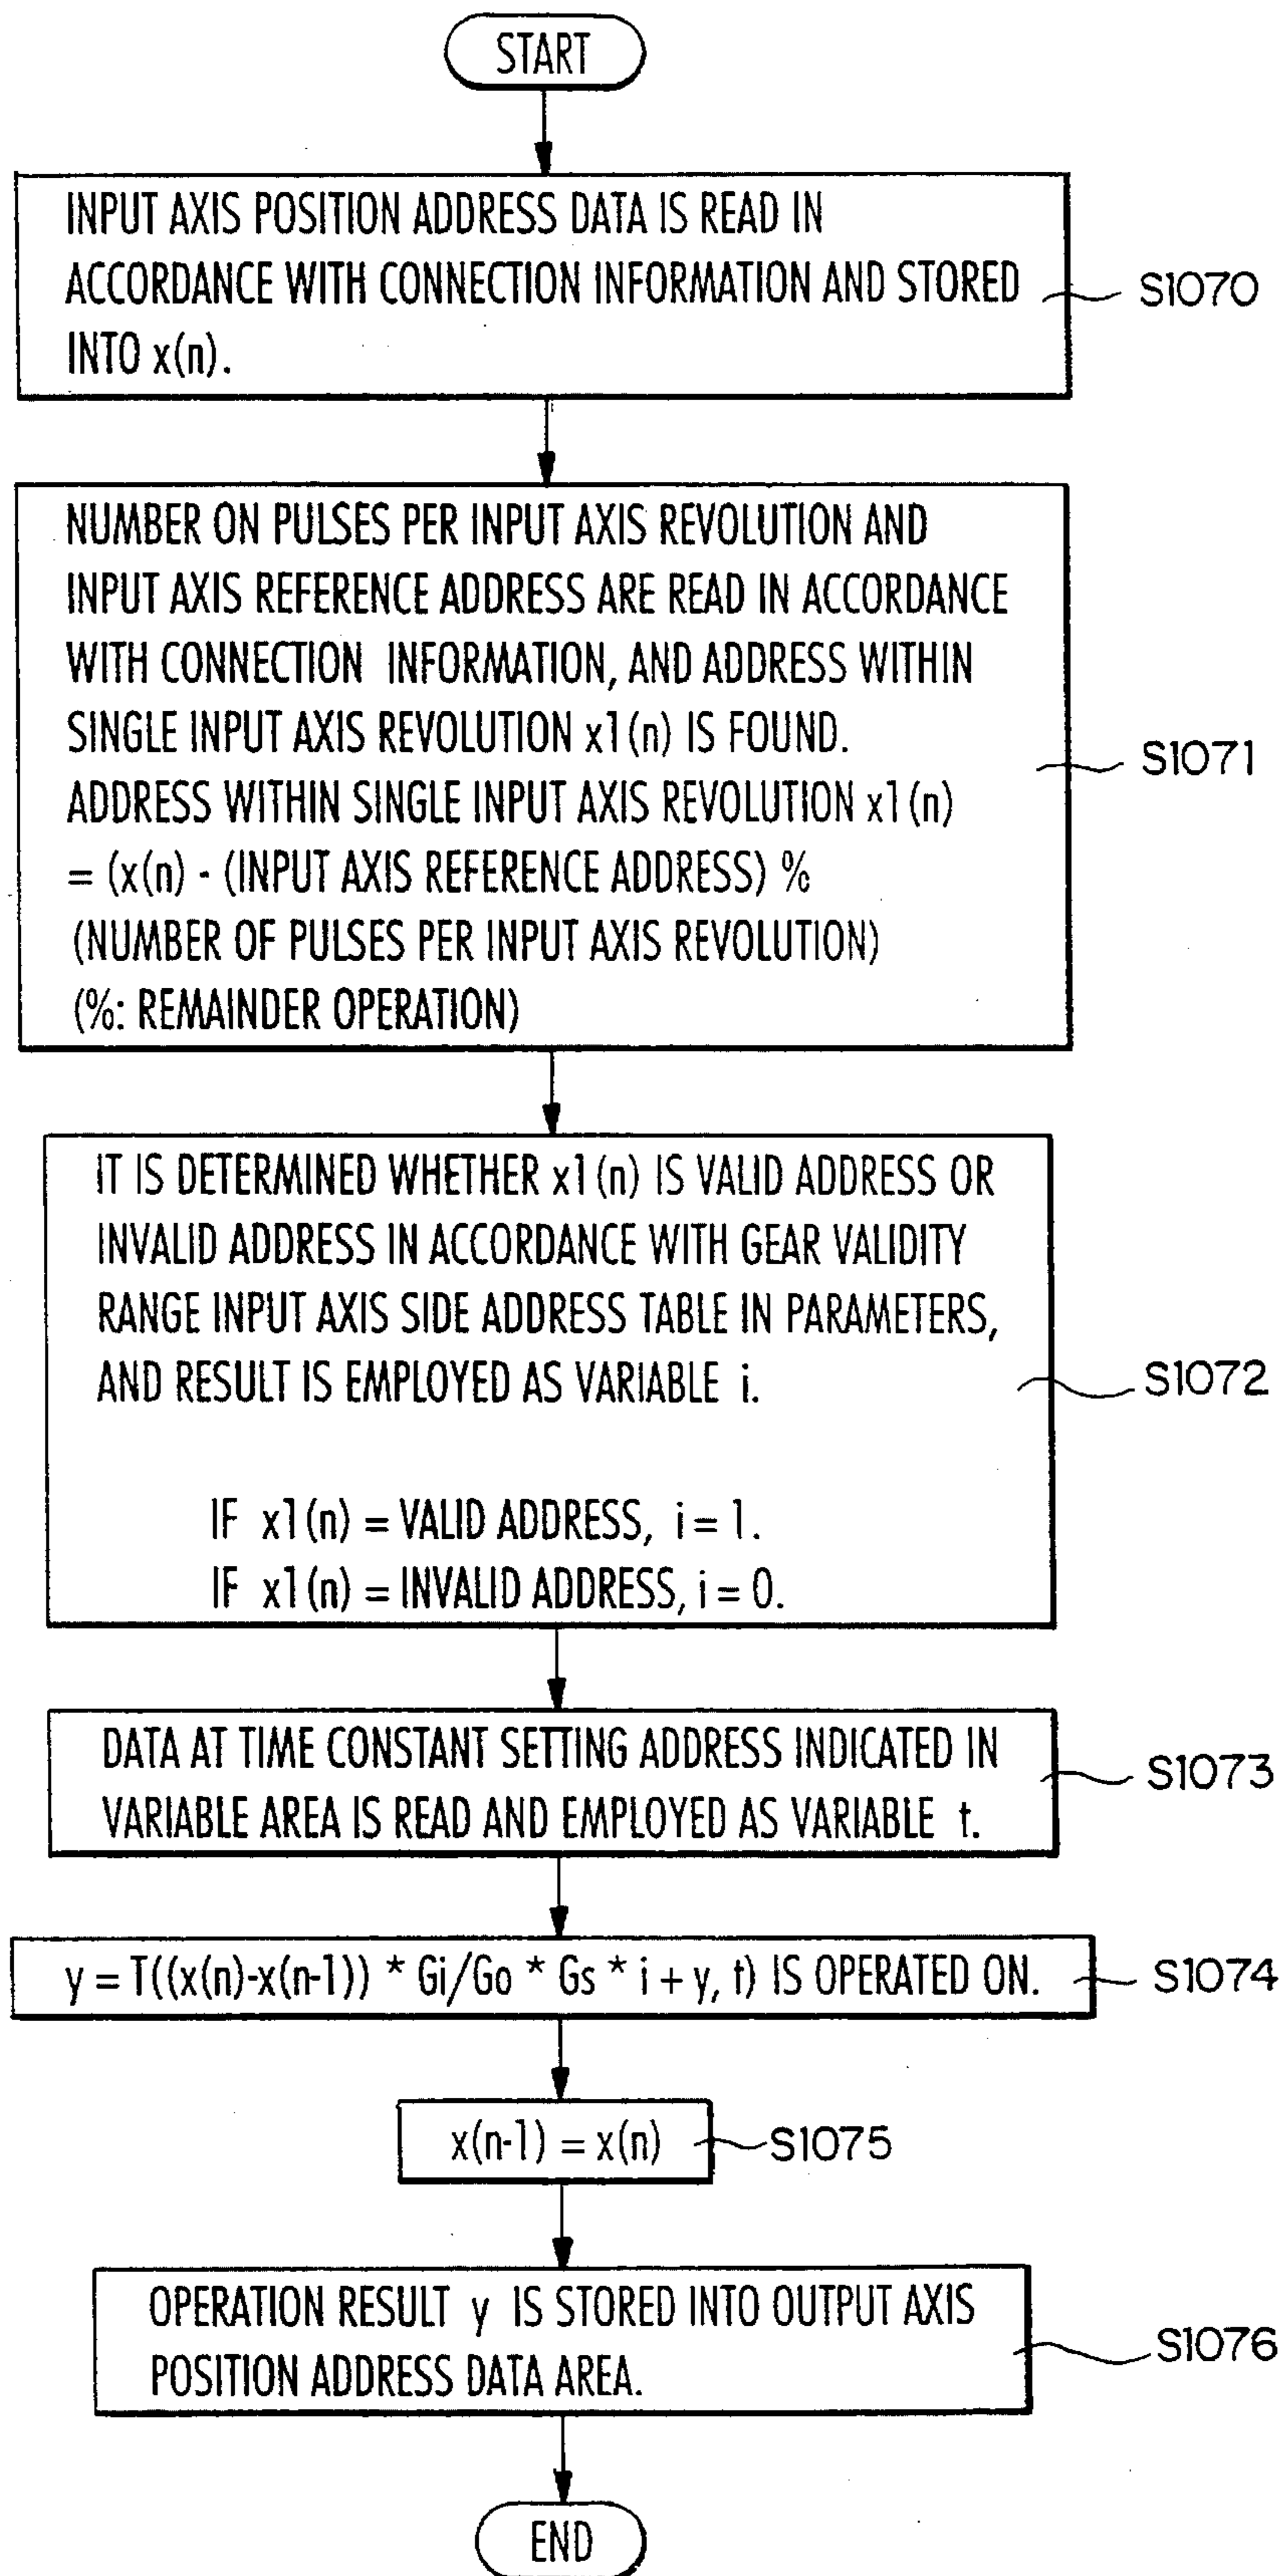 START
INPUT AXIS POSITION ADDRESS DATA IS READ IN
ACCORDANCE WITH CONNECTION INFORMATION AND STORED
INTO x(n).
S1070
NUMBER ON PULSES PER INPUT AXIS REVOLUTION AND
INPUT AXIS REFERENCE ADDRESS ARE READ IN ACCORDANCE
WITH CONNECTION INFORMATION, AND ADDRESS WITHIN
SINGLE INPUT AXIS REVOLUTION x1(n) IS FOUND.
ADDRESS WITHIN SINGLE INPUT AXIS REVOLUTION x1(n)
= (x(n) - (INPUT AXIS REFERENCE ADDRESS) %
(NUMBER OF PULSES PER INPUT AXIS REVOLUTION)
(%: REMAINDER OPERATION)
S1071
IT IS DETERMINED WHETHER x1(n) IS VALID ADDRESS OR
INVALID ADDRESS IN ACCORDANCE WITH GEAR VALIDITY
RANGE INPUT AXIS SIDE ADDRESS TABLE IN PARAMETERS,
AND RESULT IS EMPLOYED AS VARIABLE i.
IF x1(n) = VALID ADDRESS, i = 1.
IF x1(n) = INVALID ADDRESS, i = 0.
S1072
DATA AT TIME CONSTANT SETTING ADDRESS INDICATED IN
VARIABLE AREA IS READ AND EMPLOYED AS VARIABLE t.
S1073
y = T((x(n)-x(n-1)) * Gi/Go * Gs * i + y, t) IS OPERATED ON.
S1074
x(n-1) = x(n)
S1075
OPERATION RESULT y IS STORED INTO OUTPUT AXIS
POSITION ADDRESS DATA AREA.
S1076
END